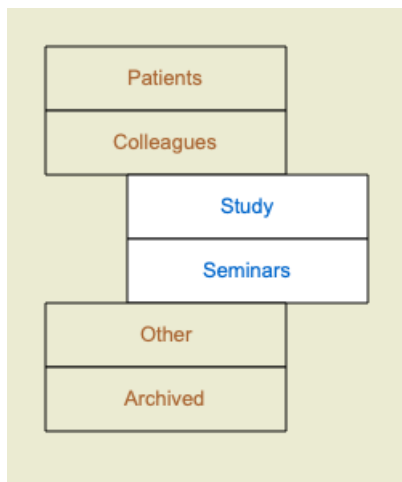 Patients
Colleagues
Study
Seminars
Other
Archived